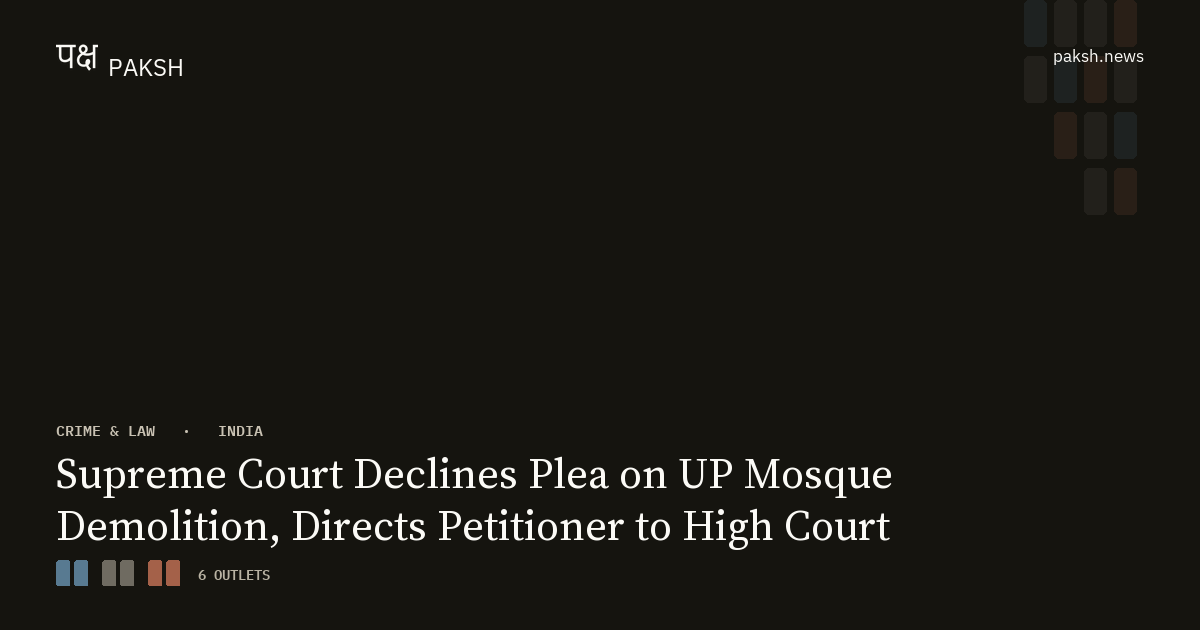 पक्ष PAKSH
paksh.news
CRIME & LAW · INDIA
Supreme Court Declines Plea on UP Mosque
Demolition, Directs Petitioner to High Court
6 OUTLETS